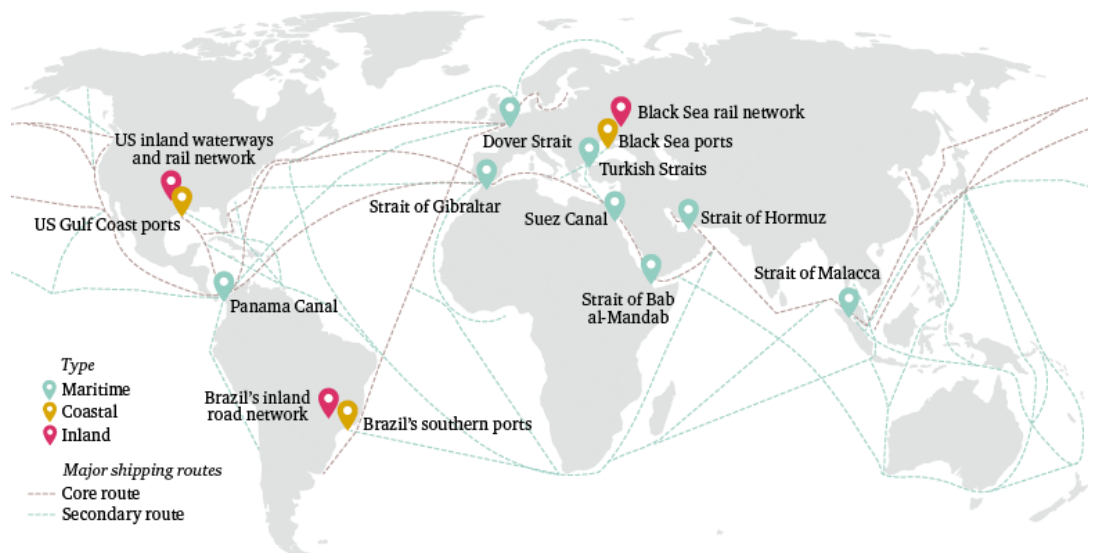 Black Sea rail network
US inland waterways
and rail network
Dover Strait
Black Sea ports
Turkish Straits
Strait of Gibraltar
US Gulf Coast ports
Suez Canal
Strait of Hormuz
Strait of Malacca
Panama Canal
Strait of Bab
al-Mandab
Type
Maritime
Coastal
Inland
Brazil's inland
road network
Brazil's southern ports
Major shipping routes
Core route
Secondary route